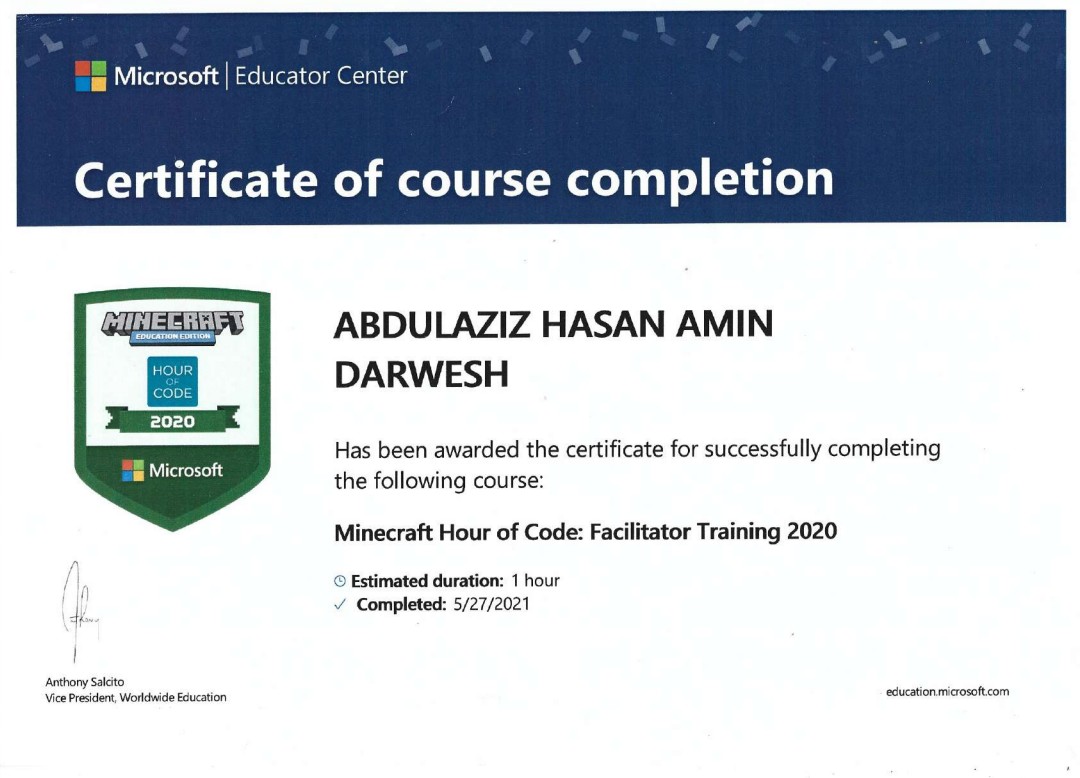 Microsoft | Educator Center
Certificate of course completion
MINECRAFT
EDUCATION EDITION
HOUR
OF
CODE
2020
Microsoft
ABDULAZIZ HASAN AMIN
DARWESH
Has been awarded the certificate for successfully completing
the following course:
Minecraft Hour of Code: Facilitator Training 2020
Estimated duration: 1 hour
✓ Completed: 5/27/2021
Anthony Salcito
Vice President, Worldwide Education
education.microsoft.com